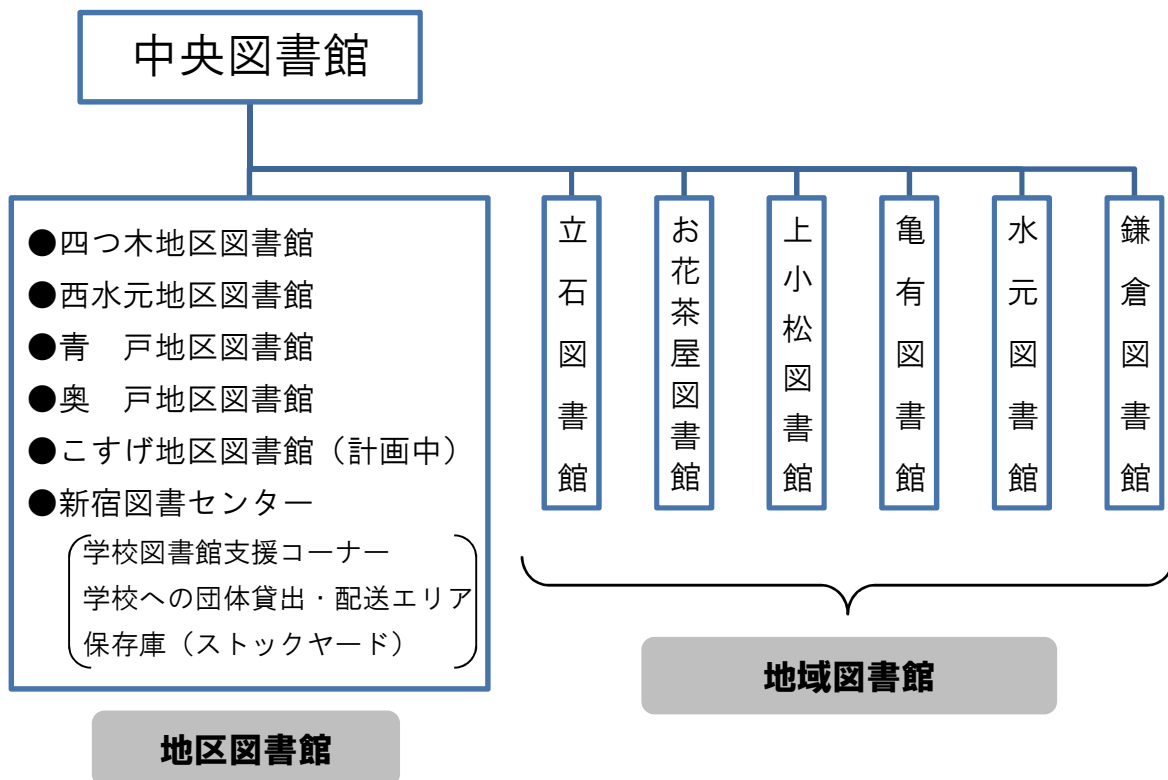 中央図書館
●四つ木地区図書館
●西水元地区図書館
●青　戸地区図書館
●奥　戸地区図書館
●こすげ地区図書館（計画中）
●新宿図書センター
学校図書館支援コーナー
学校への団体貸出・配送エリア
保存庫（ストックヤード）
地区図書館
立石図書館
お花茶屋図書館
上小松図書館
亀有図書館
水元図書館
鎌倉図書館
地域図書館